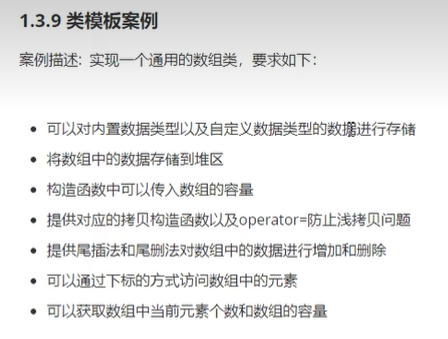 1.3.9 类模板案例
案例描述: 实现一个通用的数组类，要求如下：
可以对内置数据类型以及自定义数据类型的数据进行存储
将数组中的数据存储到堆区
构造函数中可以传入数组的容量
提供对应的拷贝构造函数以及operator=防止浅拷贝问题
提供尾插法和尾删法对数组中的数据进行增加和删除
可以通过下标的方式访问数组中的元素
可以获取数组中当前元素个数和数组的容量